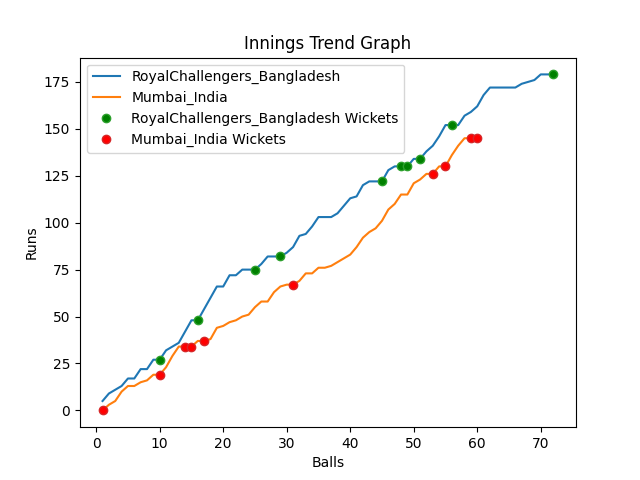 Innings Trend Graph
RoyalChallengers_Bangladesh
Mumbai_India
RoyalChallengers_Bangladesh Wickets
Mumbai_India Wickets
175
150
125
100
75
50
25
0
Runs
0 10 20 30 40 50 60 70
Balls